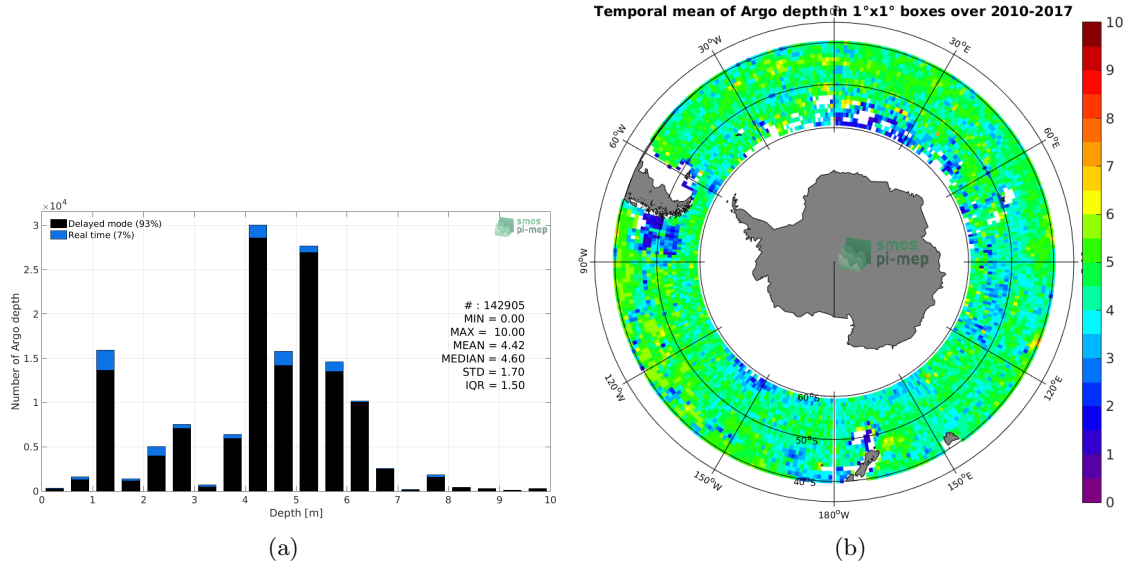 ×10⁴
3
2.5
2
1.5
1
0.5
0
Number of Argo depth
Delayed mode (93%)
Real time (7%)
smos
pi-mep
# : 142905
MIN = 0.00
MAX = 10.00
MEAN = 4.42
MEDIAN = 4.60
STD = 1.70
IQR = 1.50
0 1 2 3 4 5 6 7 8 9 10
Depth [m]
(a)
Temporal mean of Argo depth in 1°x1° boxes over 2010-2017
30°W
30°E
60°W
60°E
90°W
120°W
120°E
150°W
150°E
180°W
60°S
50°S
40°S
smos
pi-mep
10
9
8
7
6
5
4
3
2
1
0
(b)